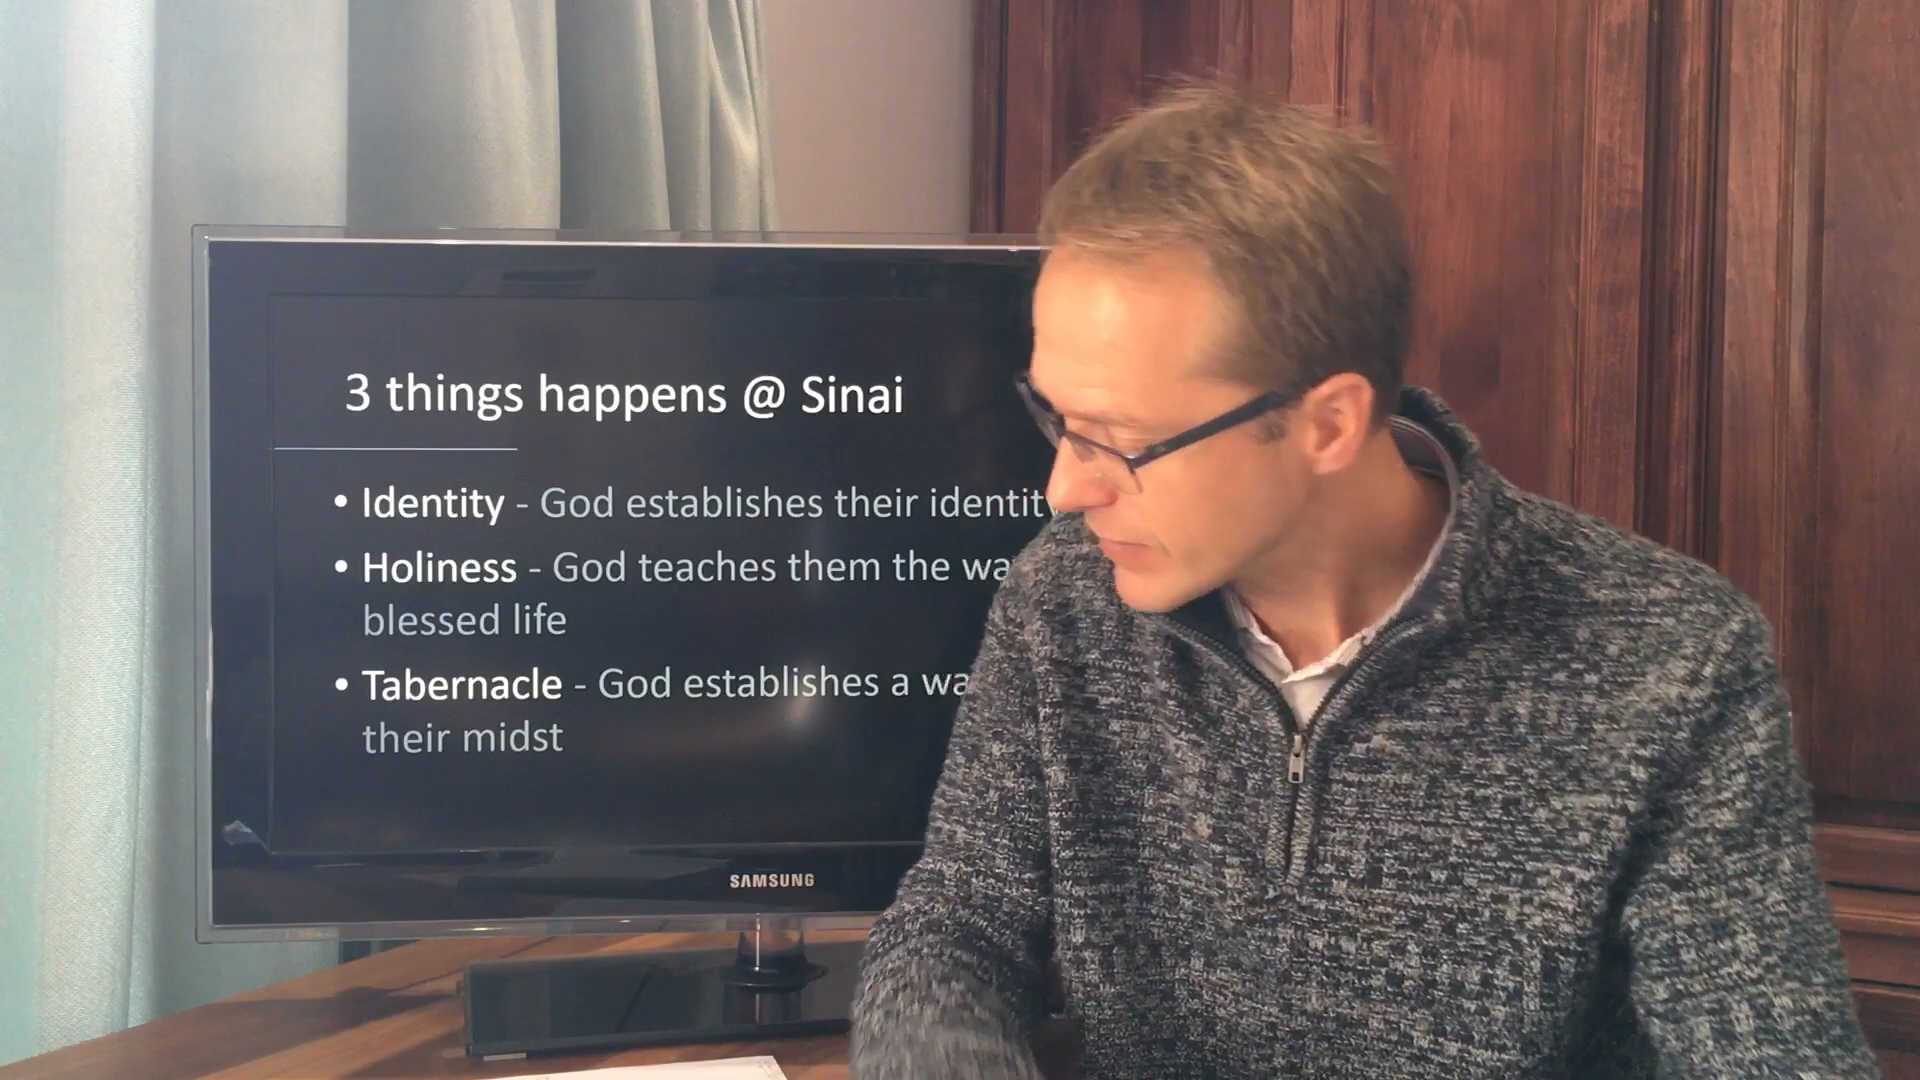 3 things happens @ Sinai
• Identity - God establishes their identity
• Holiness - God teaches them the
blessed life
• Tabernacle - God establishes a
their midst
SAMSUNG